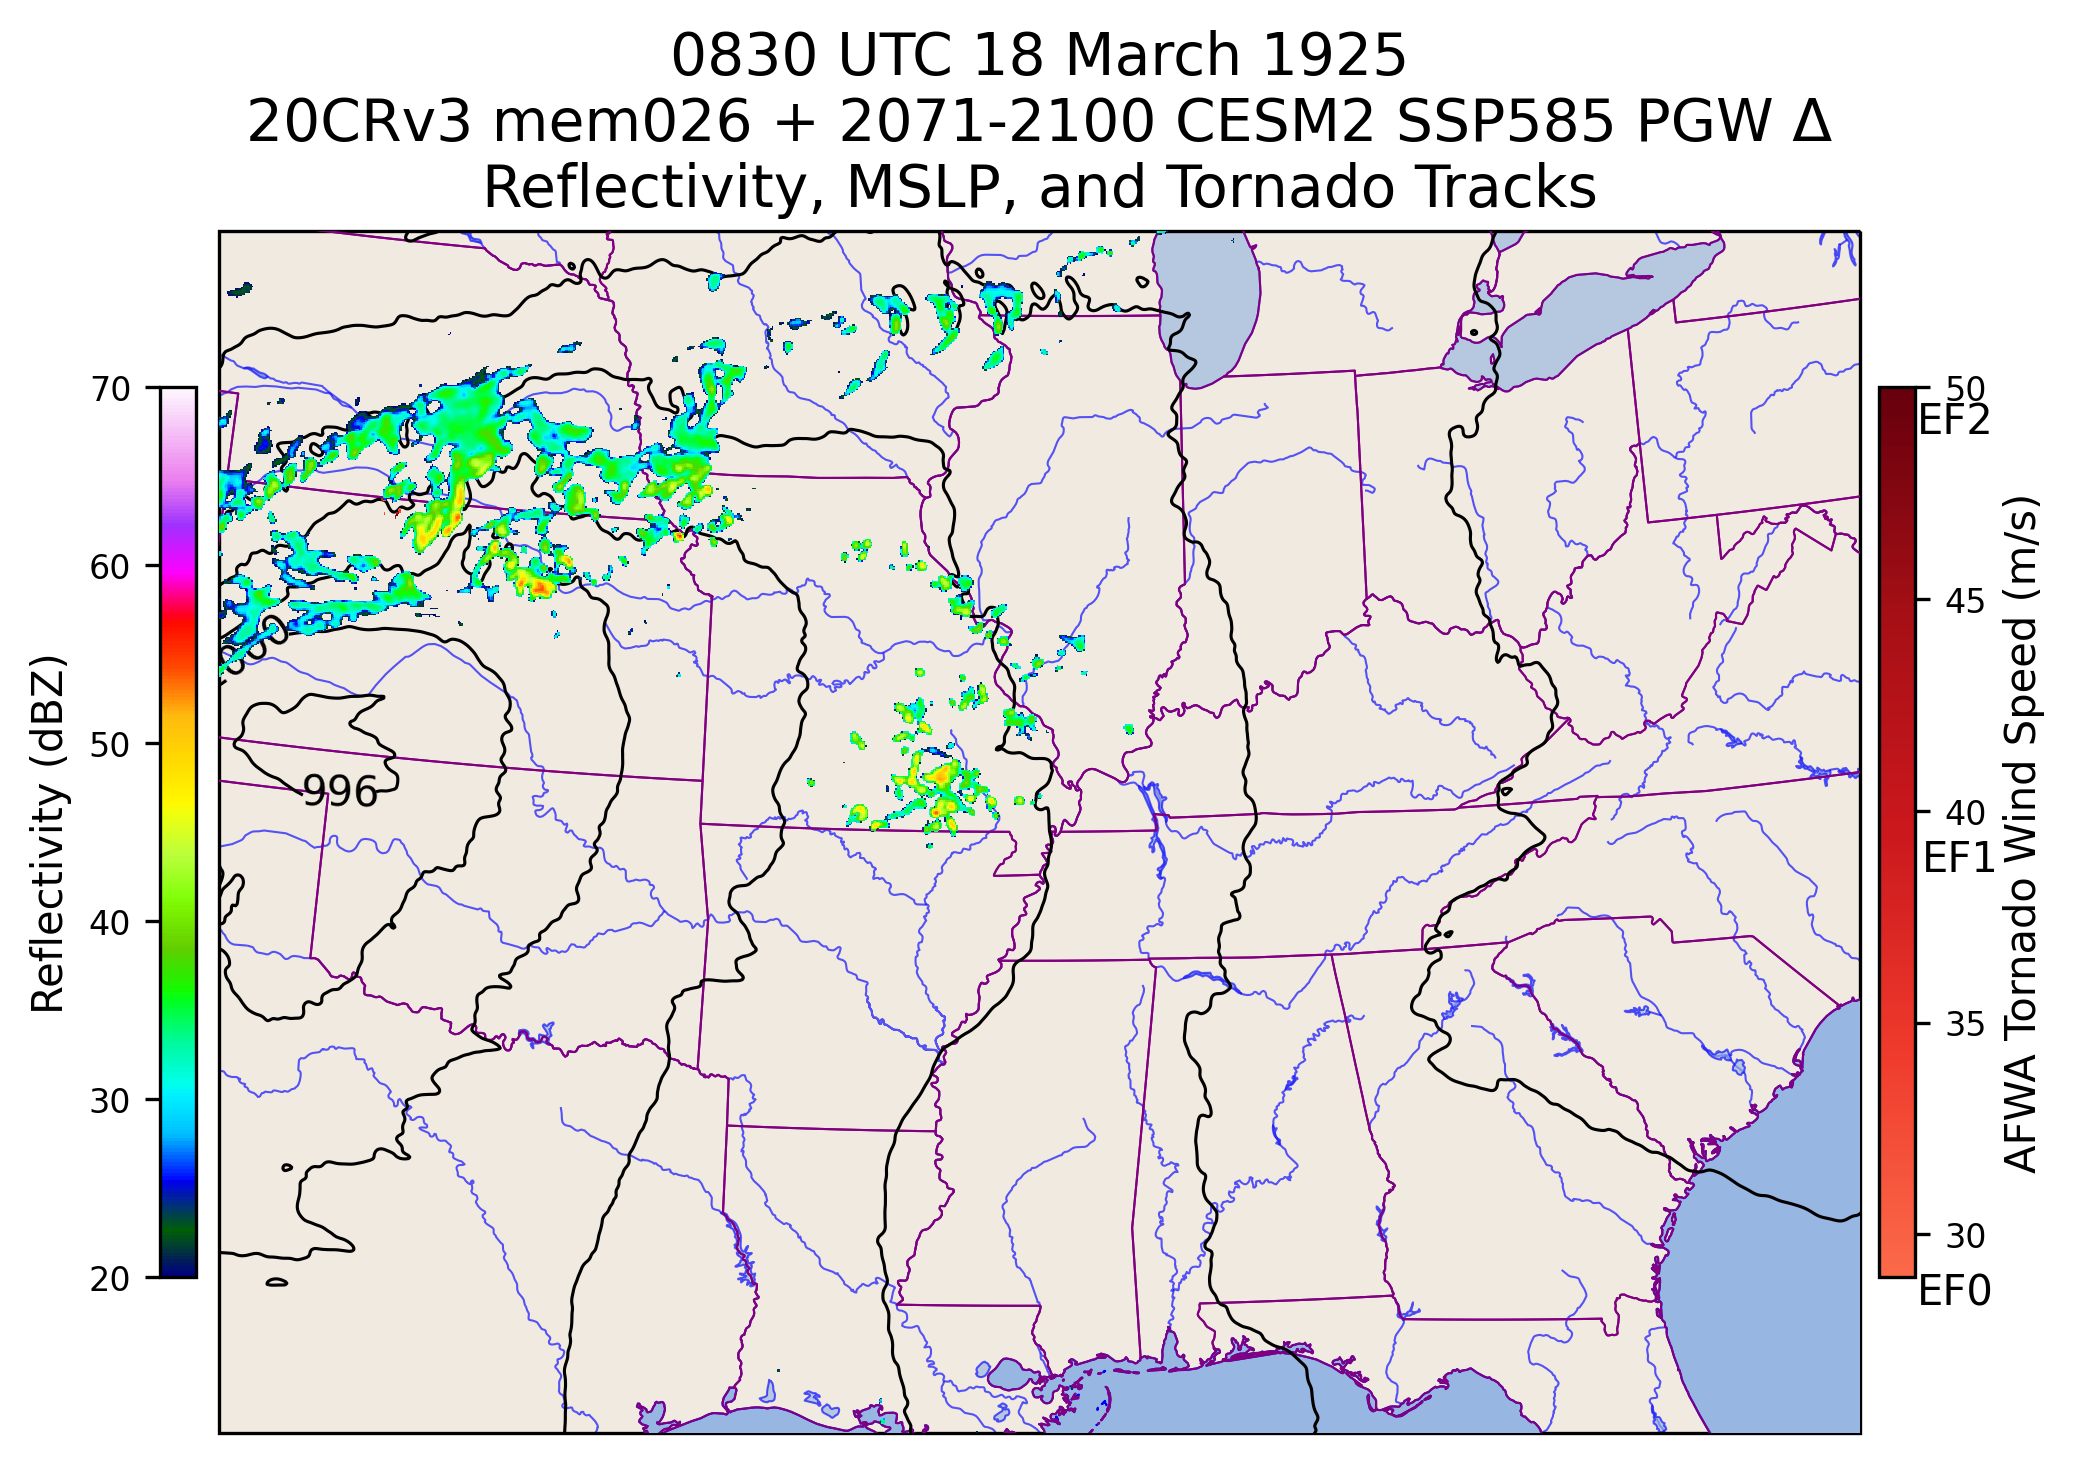 0830 UTC 18 March 1925
20CRv3 mem026 + 2071-2100 CESM2 SSP585 PGW Δ
Reflectivity, MSLP, and Tornado Tracks
70
60
50
40
30
20
Reflectivity (dBZ)
996
50
EF2
45
40
EF1
35
30
EF0
AFWA Tornado Wind Speed (m/s)